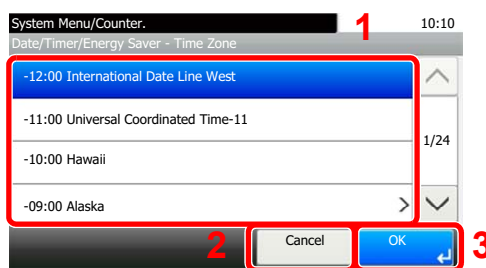 System Menu/Counter. 1 10:10
Date/Timer/Energy Saver - Time Zone
-12:00 International Date Line West
-11:00 Universal Coordinated Time-11
1/24
-10:00 Hawaii
-09:00 Alaska
2 Cancel OK 3